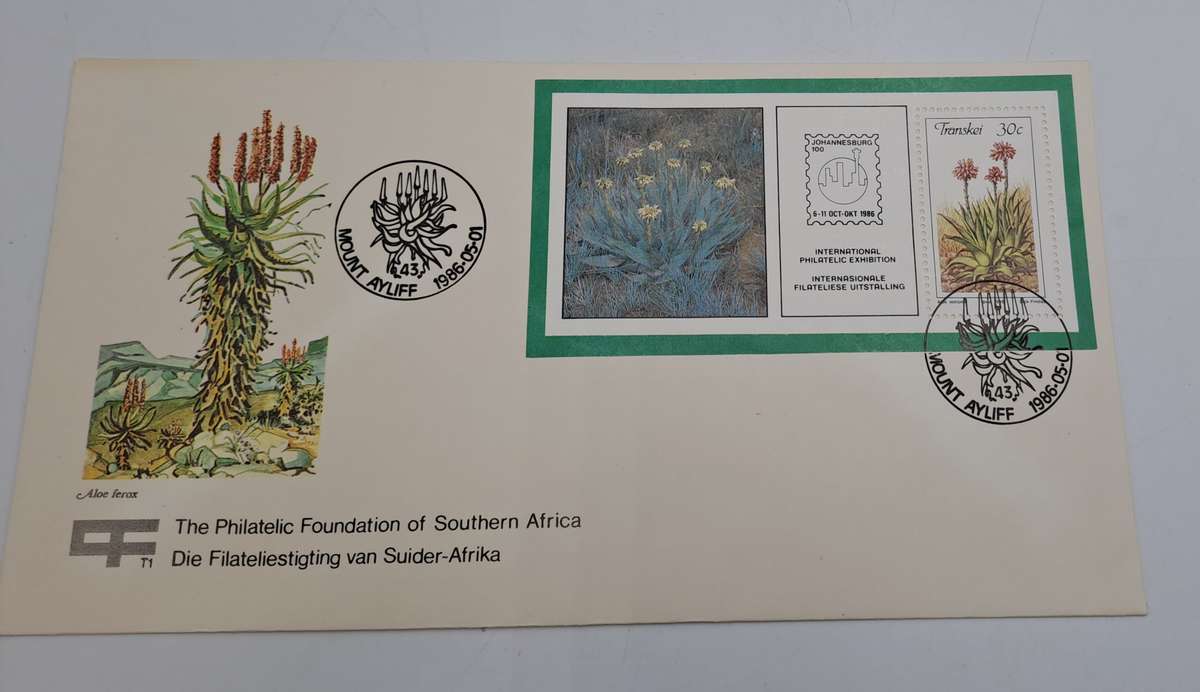 MOUNT AYLIFF 1986·05·01
43
JOHANNESBURG
100
6-11 OCT-OKT 1986
INTERNATIONAL
PHILATELIC EXHIBITION
INTERNASIONALE
FILATELIESE UITSTALLING
Transkei 30c
MOUNT AYLIFF 1986·05·01
43
Aloe ferox
The Philatelic Foundation of Southern Africa
T1 Die Filateliestigting van Suider-Afrika